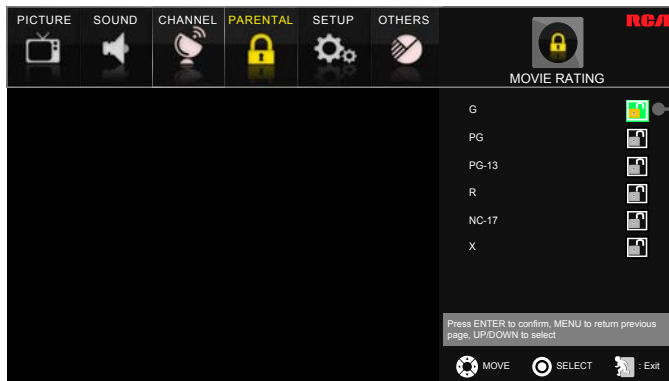 PICTURE SOUND CHANNEL PARENTAL SETUP OTHERS
RCA
MOVIE RATING
G
PG
PG-13
R
NC-17
X
Press ENTER to confirm, MENU to return previous
page, UP/DOWN to select
MOVE SELECT : Exit